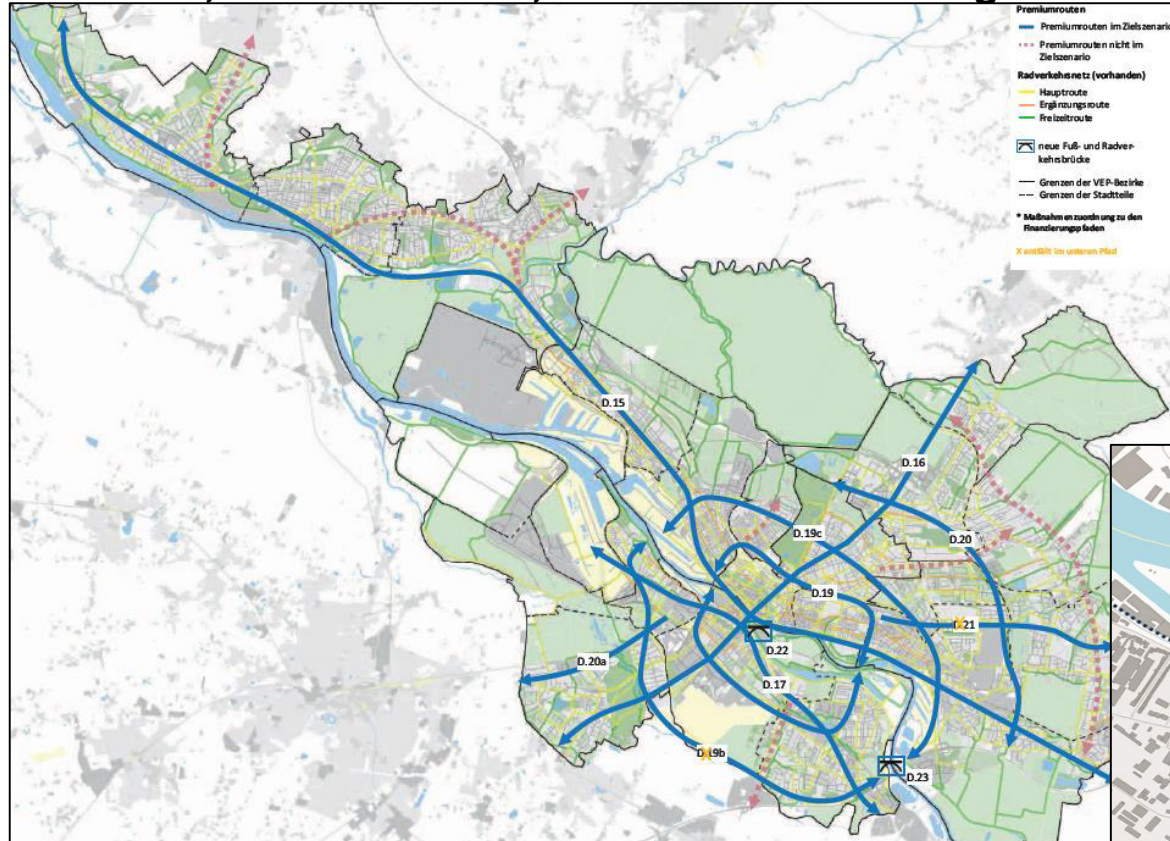 Premiumrouten
Premiumrouten im Zielszenario
Premiumrouten nicht im
Zielszenario
Radverkehrsnetz (vorhanden)
Hauptroute
Ergänzungsroute
Freizeitroute
neue Fuß- und Radver-
kehrsbrücke
Grenzen der VEP-Bezirke
Grenzen der Stadtteile
* Maßnahmenzuordnung zu den
Finanzierungspfaden
X entfällt im unteren Pfad
D.15
D.16
D.19c
D.20
D.19
D.21
D.22
D.20a
D.17
D.19b
D.23